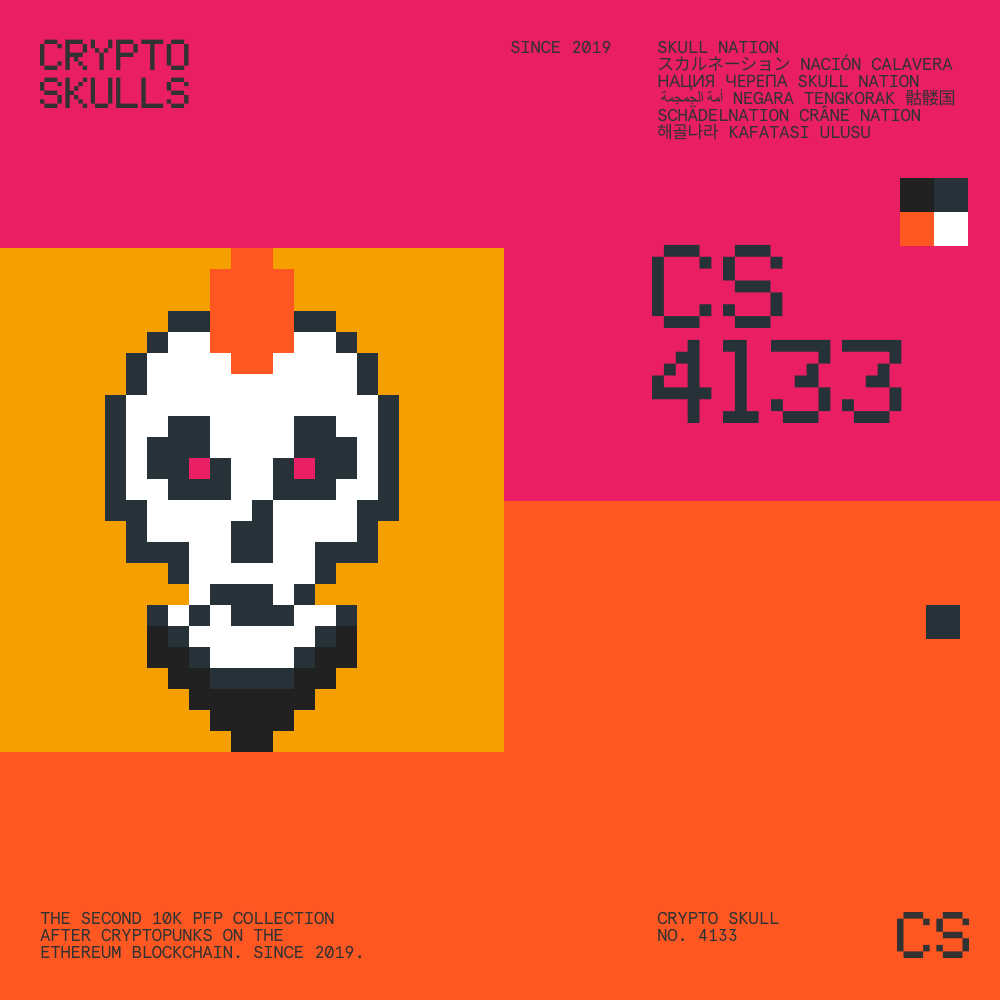 CRYPTO
SKULLS
SINCE 2019
SKULL NATION
スカルネーション NACIÓN CALAVERA
НАЦИЯ ЧЕРЕПА SKULL NATION
أمة الجمجمة NEGARA TENGKORAK 骷髅国
SCHÄDELNATION CRÂNE NATION
해골나라 KAFATASI ULUSU
CS
4133
THE SECOND 10K PFP COLLECTION
AFTER CRYPTOPUNKS ON THE
ETHEREUM BLOCKCHAIN. SINCE 2019.
CRYPTO SKULL
NO. 4133
CS